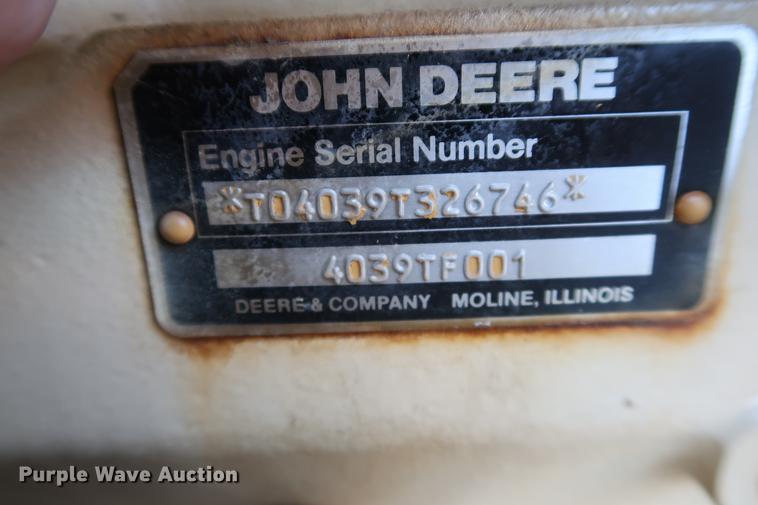 JOHN DEERE
Engine Serial Number
*T04039T326746*
4039TF001
DEERE & COMPANY MOLINE, ILLINOIS
Purple Wave Auction